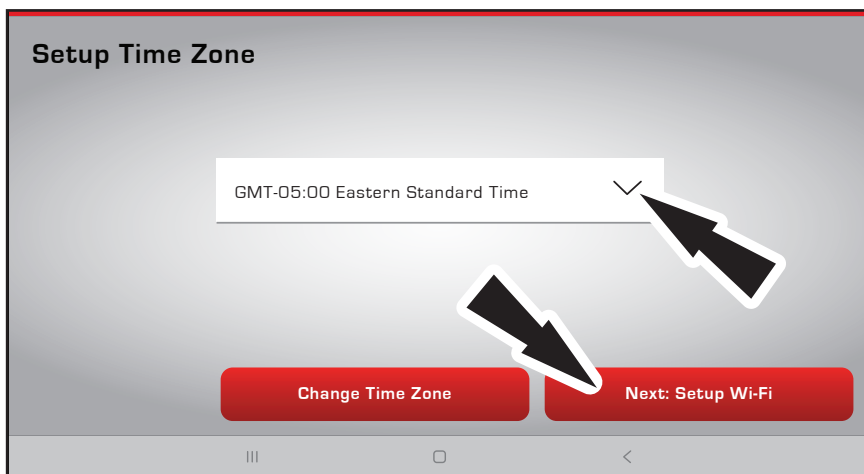 Setup Time Zone
GMT-05:00 Eastern Standard Time
Change Time Zone
Next: Setup Wi-Fi